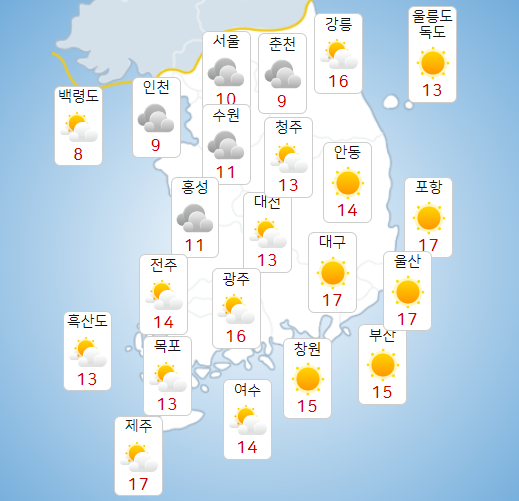 강릉
16
울릉도
독도
13
서울
10
춘천
9
백령도
8
인천
9
수원
11
청주
13
안동
14
홍성
11
대전
13
포항
17
대구
17
울산
17
전주
14
광주
16
흑산도
13
목포
13
창원
15
부산
15
여수
14
제주
17